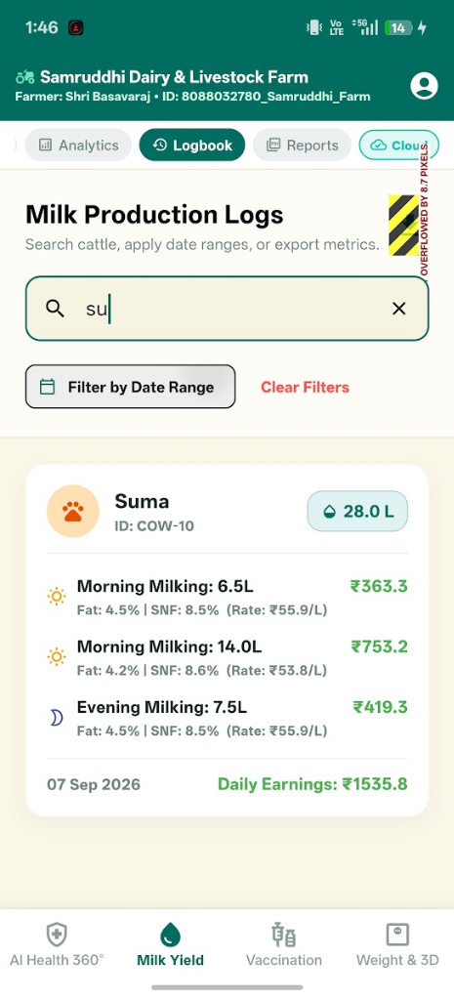 1:46 Vo LTE 5G 14
Samruddhi Dairy & Livestock Farm
Farmer: Shri Basavaraj • ID: 8088032780_Samruddhi_Farm
Analytics Logbook Reports Clou
OVERFLOWED BY 8.7 PIXELS
Milk Production Logs
Search cattle, apply date ranges, or export metrics.
su
Filter by Date Range Clear Filters
Suma 28.0 L
ID: COW-10
Morning Milking: 6.5L ₹363.3
Fat: 4.5% | SNF: 8.5% (Rate: ₹55.9/L)
Morning Milking: 14.0L ₹753.2
Fat: 4.2% | SNF: 8.6% (Rate: ₹53.8/L)
Evening Milking: 7.5L ₹419.3
Fat: 4.5% | SNF: 8.5% (Rate: ₹55.9/L)
07 Sep 2026 Daily Earnings: ₹1535.8
AI Health 360° Milk Yield Vaccination Weight & 3D